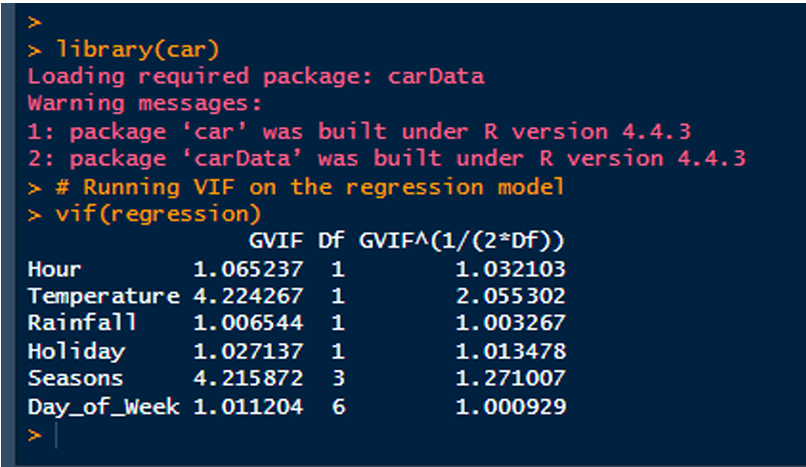 >
> library(car)
Loading required package: carData
Warning messages:
1: package ‘car’ was built under R version 4.4.3
2: package ‘carData’ was built under R version 4.4.3
> # Running VIF on the regression model
> vif(regression)
GVIF Df GVIF^(1/(2*Df))
Hour 1.065237 1 1.032103
Temperature 4.224267 1 2.055302
Rainfall 1.006544 1 1.003267
Holiday 1.027137 1 1.013478
Seasons 4.215872 3 1.271007
Day_of_Week 1.011204 6 1.000929
>